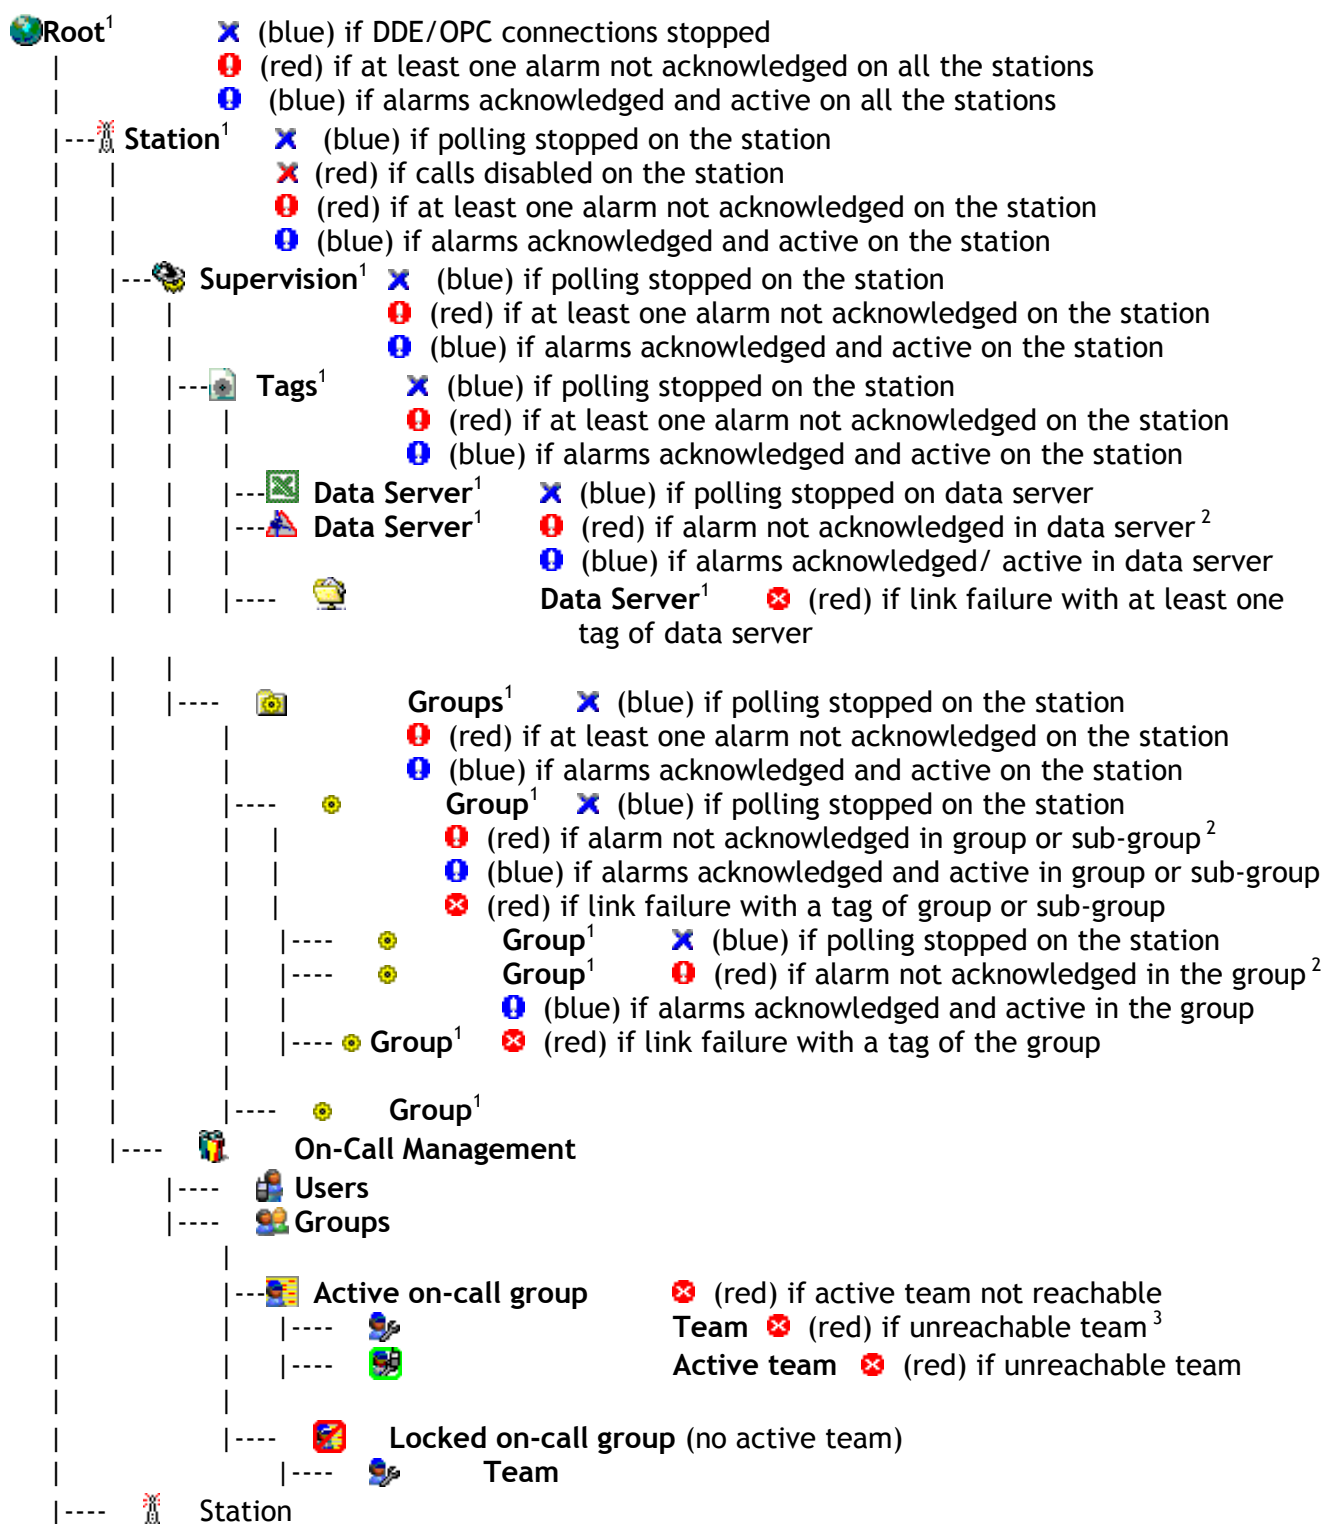 Root¹ (blue) if DDE/OPC connections stopped
| (red) if at least one alarm not acknowledged on all the stations
| (blue) if alarms acknowledged and active on all the stations
|--- Station¹ (blue) if polling stopped on the station
| | (red) if calls disabled on the station
| | (red) if at least one alarm not acknowledged on the station
| | (blue) if alarms acknowledged and active on the station
| |--- Supervision¹ (blue) if polling stopped on the station
| | | (red) if at least one alarm not acknowledged on the station
| | | (blue) if alarms acknowledged and active on the station
| | |--- Tags¹ (blue) if polling stopped on the station
| | | | (red) if at least one alarm not acknowledged on the station
| | | | (blue) if alarms acknowledged and active on the station
| | | |--- Data Server¹ (blue) if polling stopped on data server
| | | |--- Data Server¹ (red) if alarm not acknowledged in data server ²
| | | | (blue) if alarms acknowledged/ active in data server
| | | |---- Data Server¹ (red) if link failure with at least one
tag of data server
| | |
| | |---- Groups¹ (blue) if polling stopped on the station
| | | (red) if at least one alarm not acknowledged on the station
| | | (blue) if alarms acknowledged and active on the station
| | |---- Group¹ (blue) if polling stopped on the station
| | | | (red) if alarm not acknowledged in group or sub-group ²
| | | | (blue) if alarms acknowledged and active in group or sub-group
| | | | (red) if link failure with a tag of group or sub-group
| | | |---- Group¹ (blue) if polling stopped on the station
| | | |---- Group¹ (red) if alarm not acknowledged in the group ²
| | | | (blue) if alarms acknowledged and active in the group
| | | |---- Group¹ (red) if link failure with a tag of the group
| | |
| | |---- Group¹
| |---- On-Call Management
| |---- Users
| |---- Groups
| |
| |--- Active on-call group (red) if active team not reachable
| | |---- Team (red) if unreachable team ³
| | |---- Active team (red) if unreachable team
| |
| |---- Locked on-call group (no active team)
| |---- Team
|---- Station